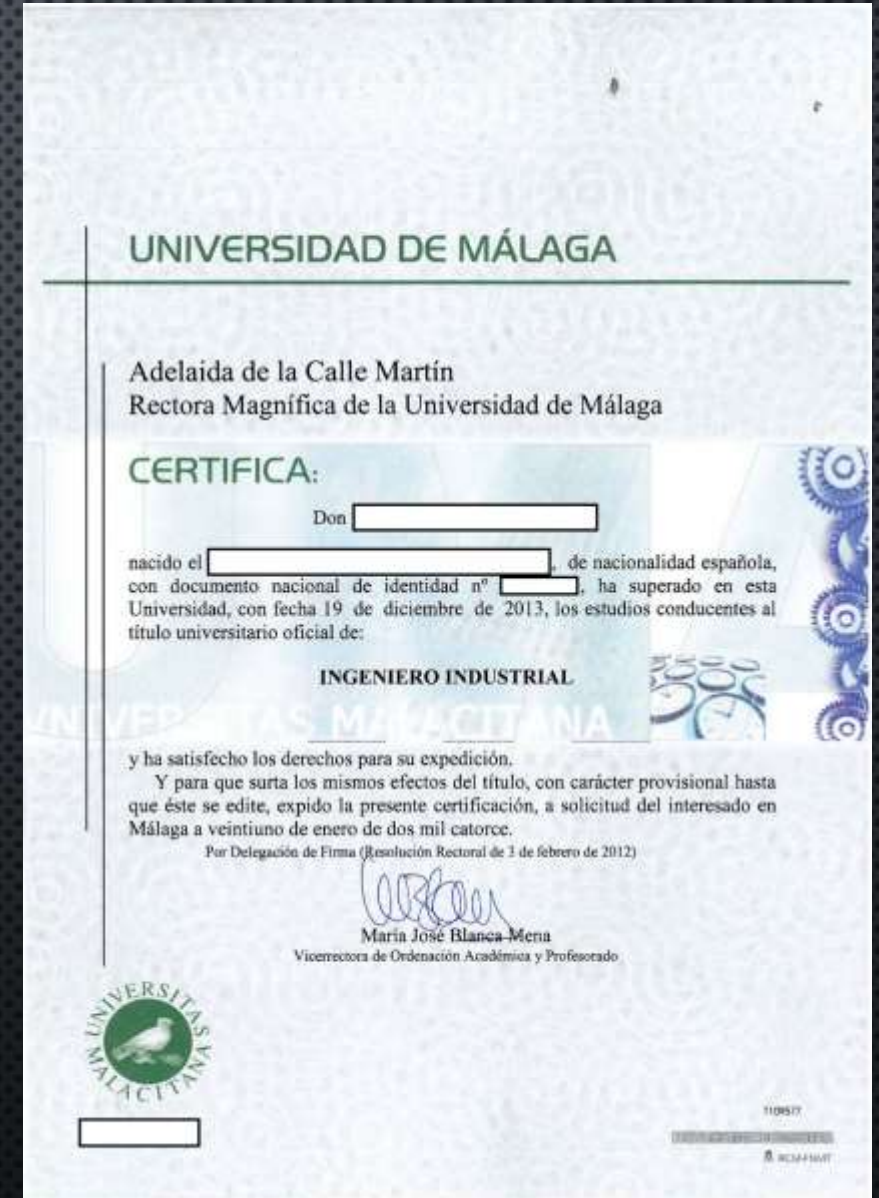 UNIVERSIDAD DE MÁLAGA
Adelaida de la Calle Martín
Rectora Magnífica de la Universidad de Málaga
CERTIFICA:
Don
nacido el , de nacionalidad española,
con documento nacional de identidad nº , ha superado en esta
Universidad, con fecha 19 de diciembre de 2013, los estudios conducentes al
título universitario oficial de:
INGENIERO INDUSTRIAL
UNIVERSITAS MALACITANA
y ha satisfecho los derechos para su expedición.
Y para que surta los mismos efectos del título, con carácter provisional hasta
que éste se edite, expido la presente certificación, a solicitud del interesado en
Málaga a veintiuno de enero de dos mil catorce.
Por Delegación de Firma (Resolución Rectoral de 3 de febrero de 2012)
María José Blanca Mena
Vicerrectora de Ordenación Académica y Profesorado
UNIVERSITAS MALACITANA